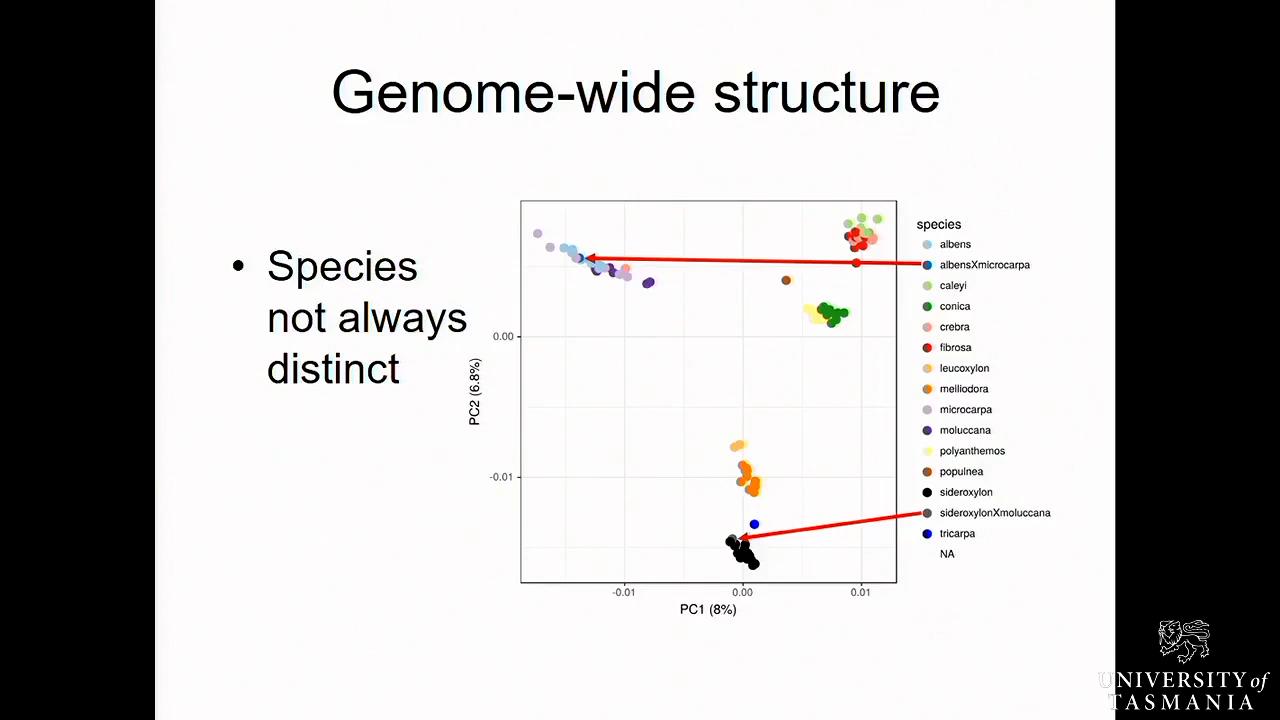 Genome-wide structure
• Species
not always
distinct
PC2 (6.8%)
0.00
-0.01
-0.01
0.00
0.01
PC1 (8%)
species
albens
albensXmicrocarpa
caleyi
conica
crebra
fibrosa
leucoxylon
melliodora
microcarpa
moluccana
polyanthemos
populnea
sideroxylon
sideroxylonXmoluccana
tricarpa
NA
UNIVERSITY of
TASMANIA